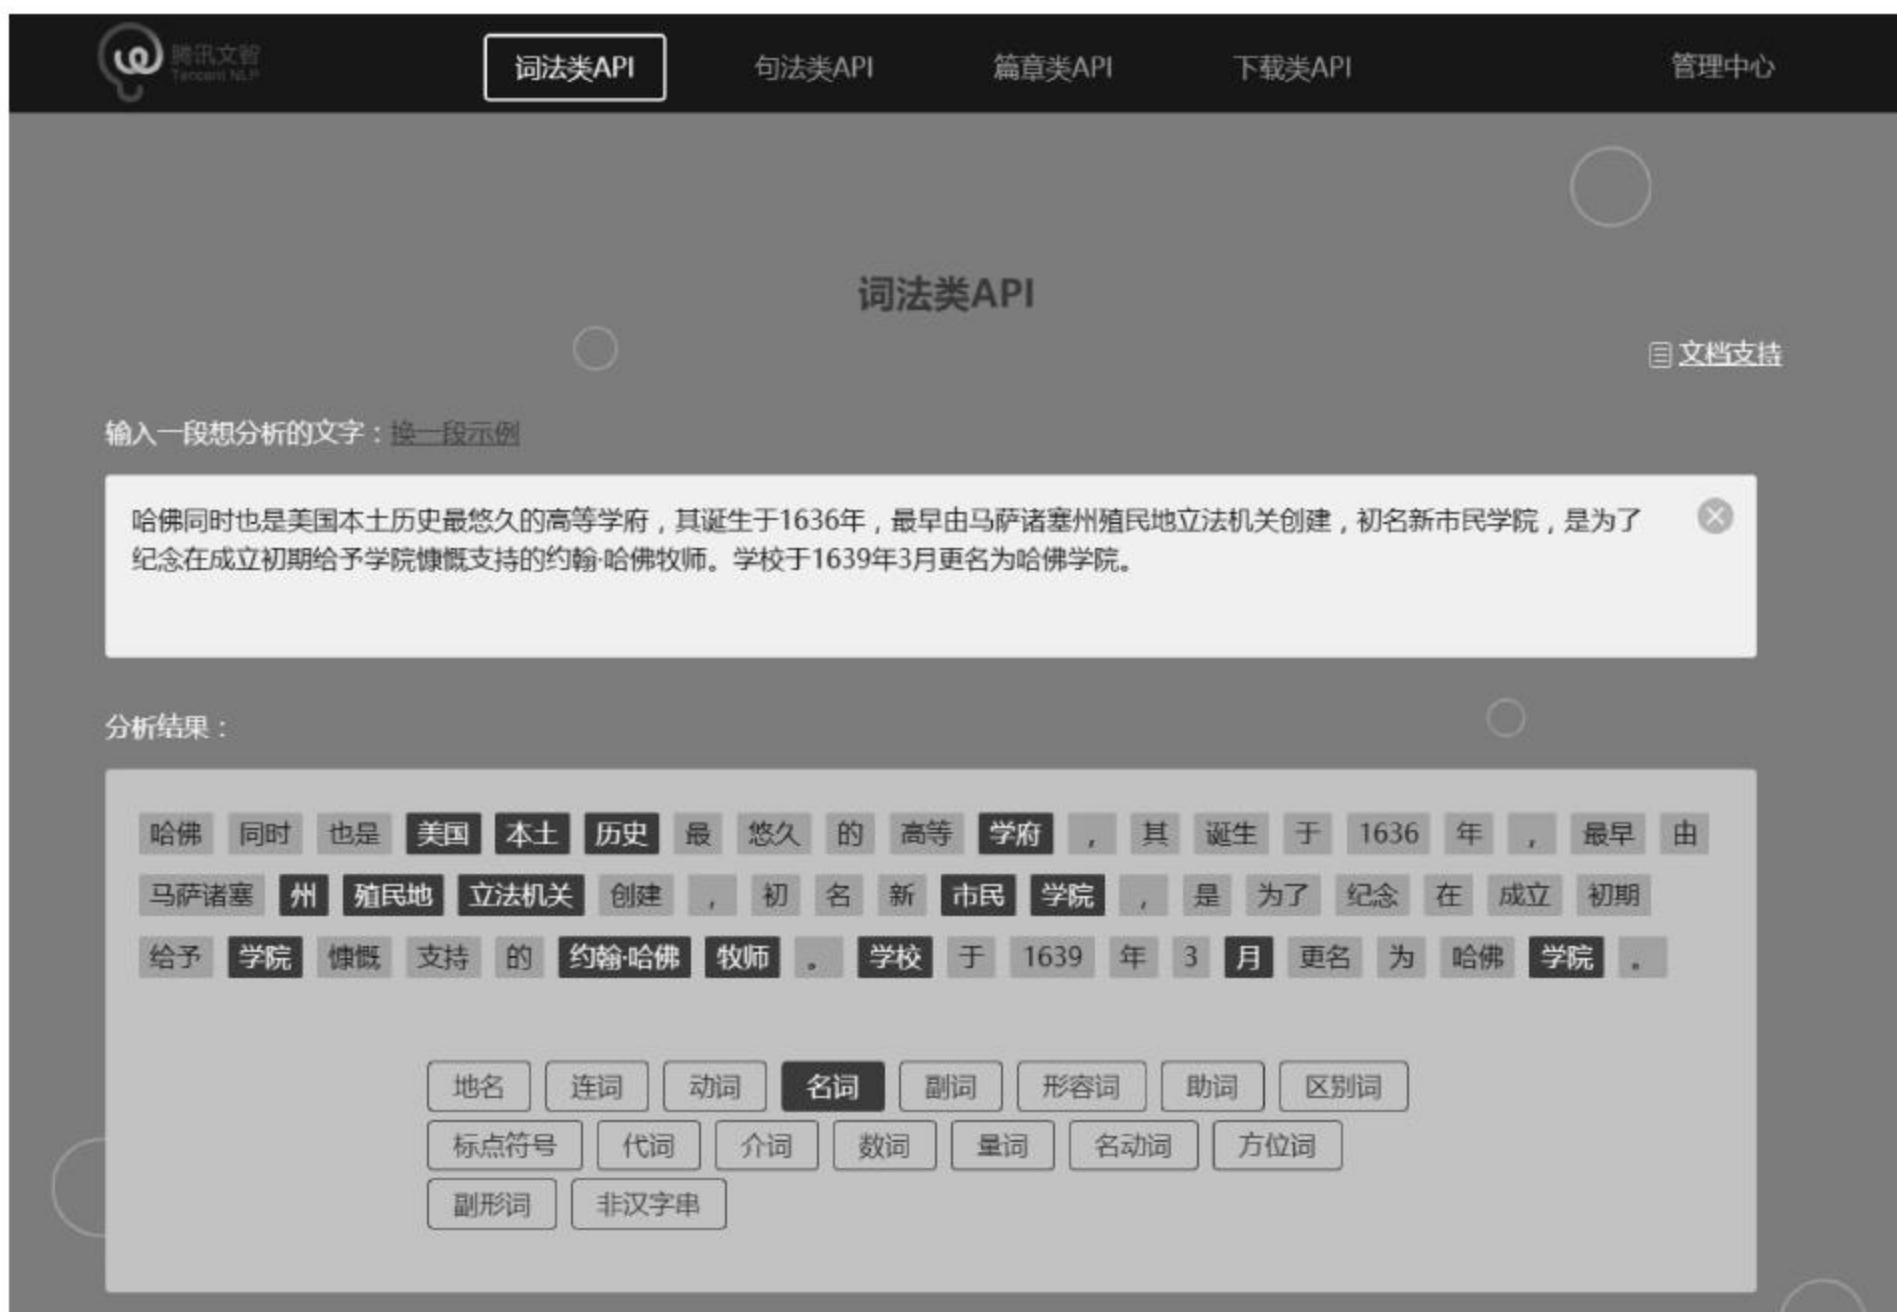 腾讯文智
Tencent NLP
词法类API 句法类API 篇章类API 下载类API 管理中心
词法类API
文档支持
输入一段想分析的文字：换一段示例
哈佛同时也是美国本土历史最悠久的高等学府，其诞生于1636年，最早由马萨诸塞州殖民地立法机关创建，初名新市民学院，是为了
纪念在成立初期给予学院慷慨支持的约翰·哈佛牧师。学校于1639年3月更名为哈佛学院。
分析结果：
哈佛 同时 也是 美国 本土 历史 最 悠久 的 高等 学府 ， 其 诞生 于 1636 年 ， 最早 由
马萨诸塞 州 殖民地 立法机关 创建 ， 初 名 新 市民 学院 ， 是 为了 纪念 在 成立 初期
给予 学院 慷慨 支持 的 约翰·哈佛 牧师 。 学校 于 1639 年 3 月 更名 为 哈佛 学院 。
地名 连词 动词 名词 副词 形容词 助词 区别词
标点符号 代词 介词 数词 量词 名动词 方位词
副形词 非汉字串